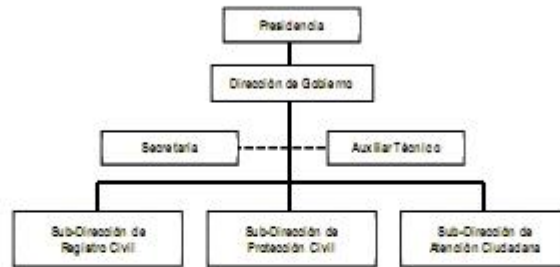 Presidencia
Dirección de Gobierno
Secretaria
Auxiliar Técnico
Sub-Dirección de
Registro Civil
Sub-Dirección de
Protección Civil
Sub-Dirección de
Atención Ciudadana